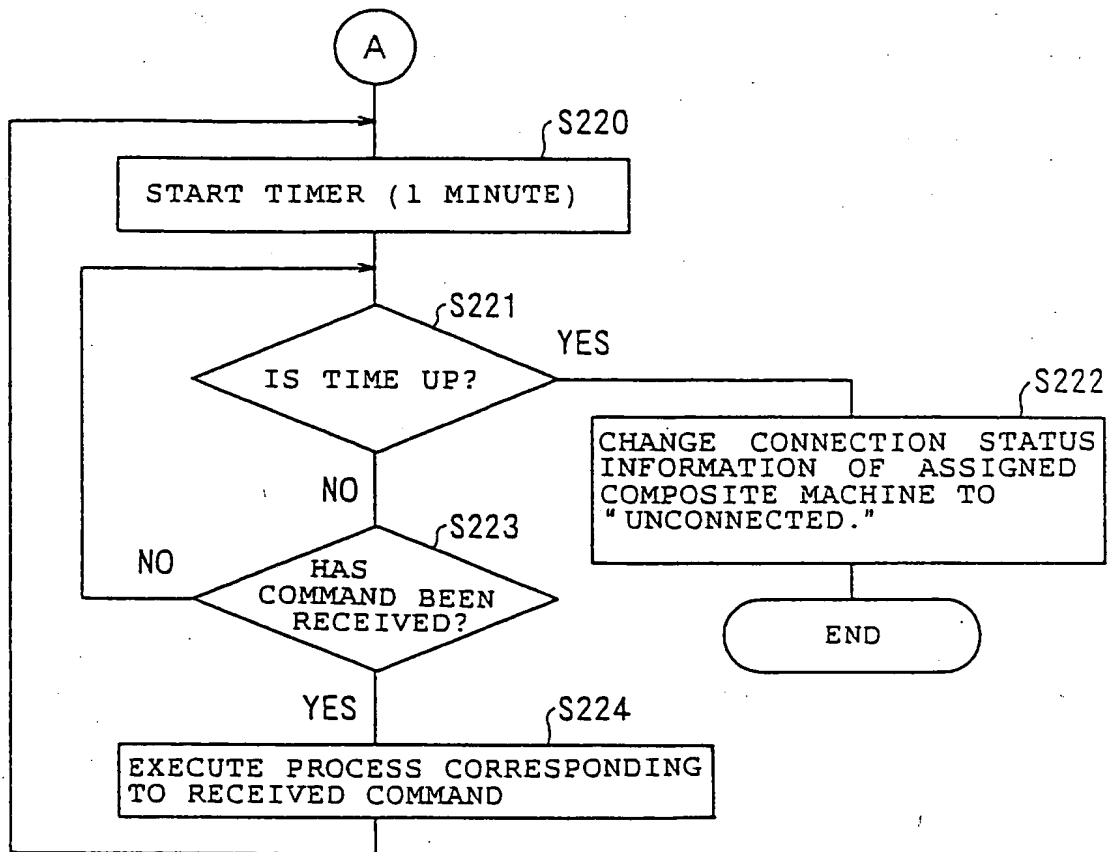 A
S220
START TIMER (1 MINUTE)
S221
YES
IS TIME UP?
S222
CHANGE CONNECTION STATUS
INFORMATION OF ASSIGNED
COMPOSITE MACHINE TO
"UNCONNECTED."
NO
S223
NO
HAS
COMMAND BEEN
RECEIVED?
END
YES
S224
EXECUTE PROCESS CORRESPONDING
TO RECEIVED COMMAND